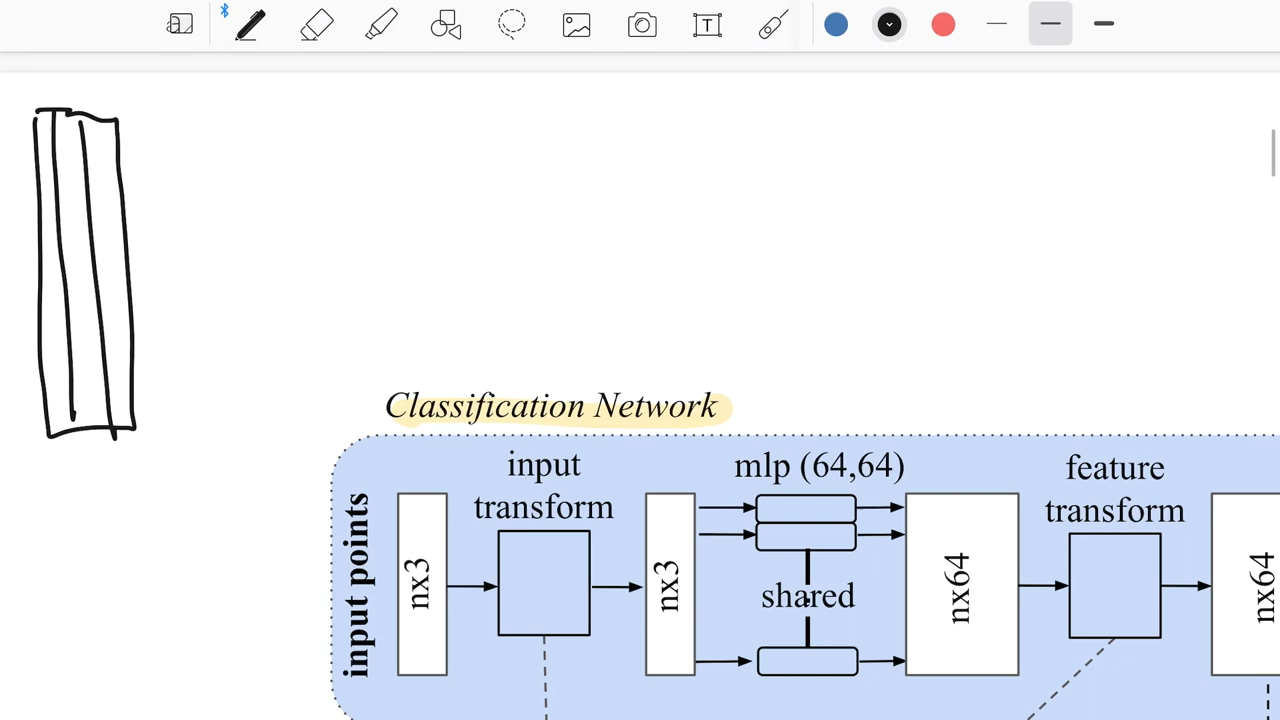 T
Classification Network
input
transform
mlp (64,64)
feature
transform
input points
nx3
nx3
shared
nx64
nx64